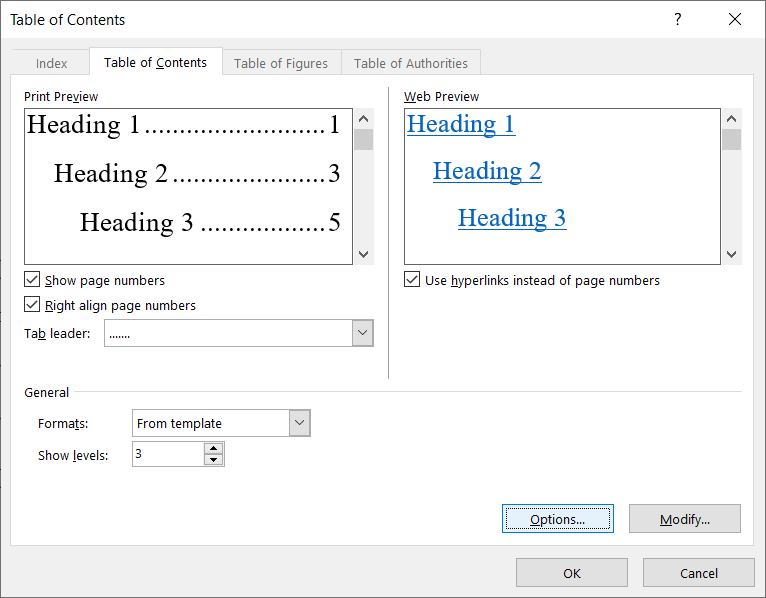 Table of Contents
?
Index
Table of Contents
Table of Figures
Table of Authorities
Print Preview
Heading 1..........................1
Heading 2......................3
Heading 3 ..................5
Show page numbers
Right align page numbers
Tab leader: .......
Web Preview
Heading 1
Heading 2
Heading 3
Use hyperlinks instead of page numbers
General
Formats: From template
Show levels: 3
Options...
Modify...
OK
Cancel